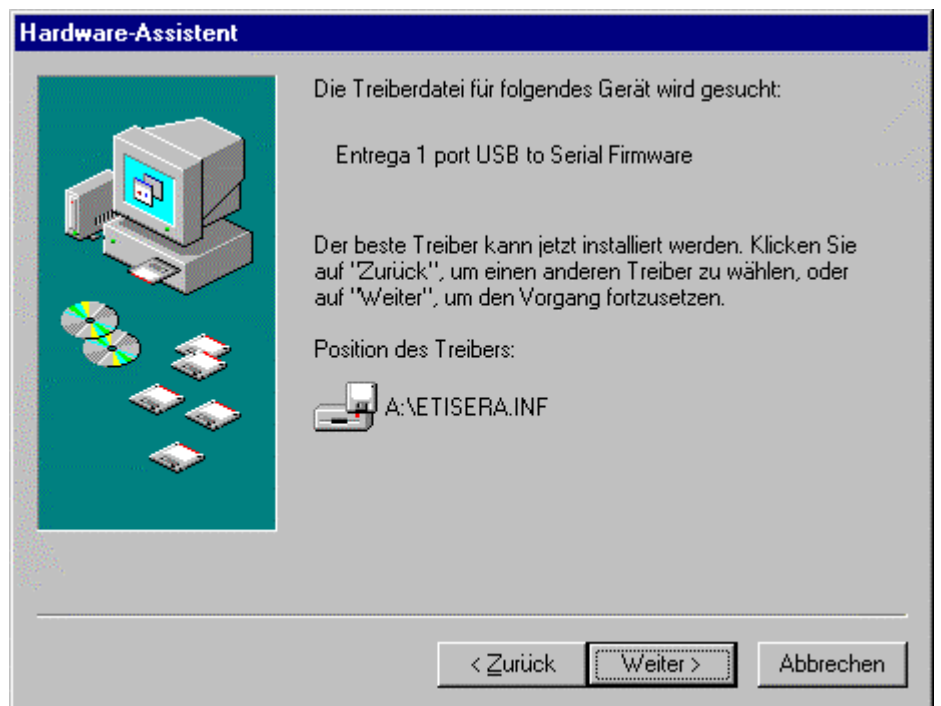 Hardware-Assistent
Die Treiberdatei für folgendes Gerät wird gesucht:
Entrega 1 port USB to Serial Firmware
Der beste Treiber kann jetzt installiert werden. Klicken Sie
auf "Zurück", um einen anderen Treiber zu wählen, oder
auf "Weiter", um den Vorgang fortzusetzen.
Position des Treibers:
A:\ETISERA.INF
< Zurück
Weiter >
Abbrechen